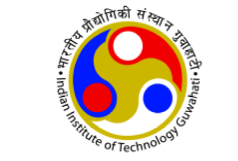 भारतीय प्रौद्योगिकी संस्थान गुवाहाटी
Indian Institute of Technology Guwahati